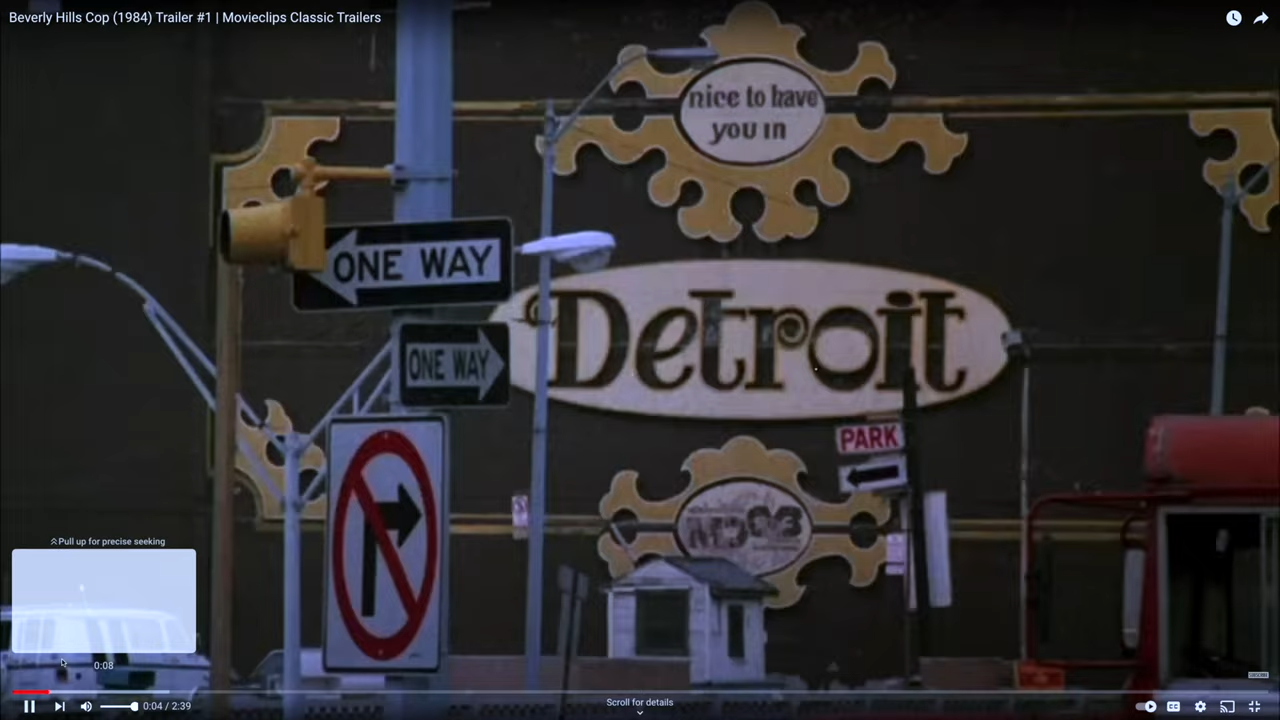 Beverly Hills Cop (1984) Trailer #1 | Movieclips Classic Trailers
nice to have
you in
ONE WAY
Detroit
ONE WAY
PARK
Pull up for precise seeking
0:08
0:04 / 2:39
Scroll for details
CC